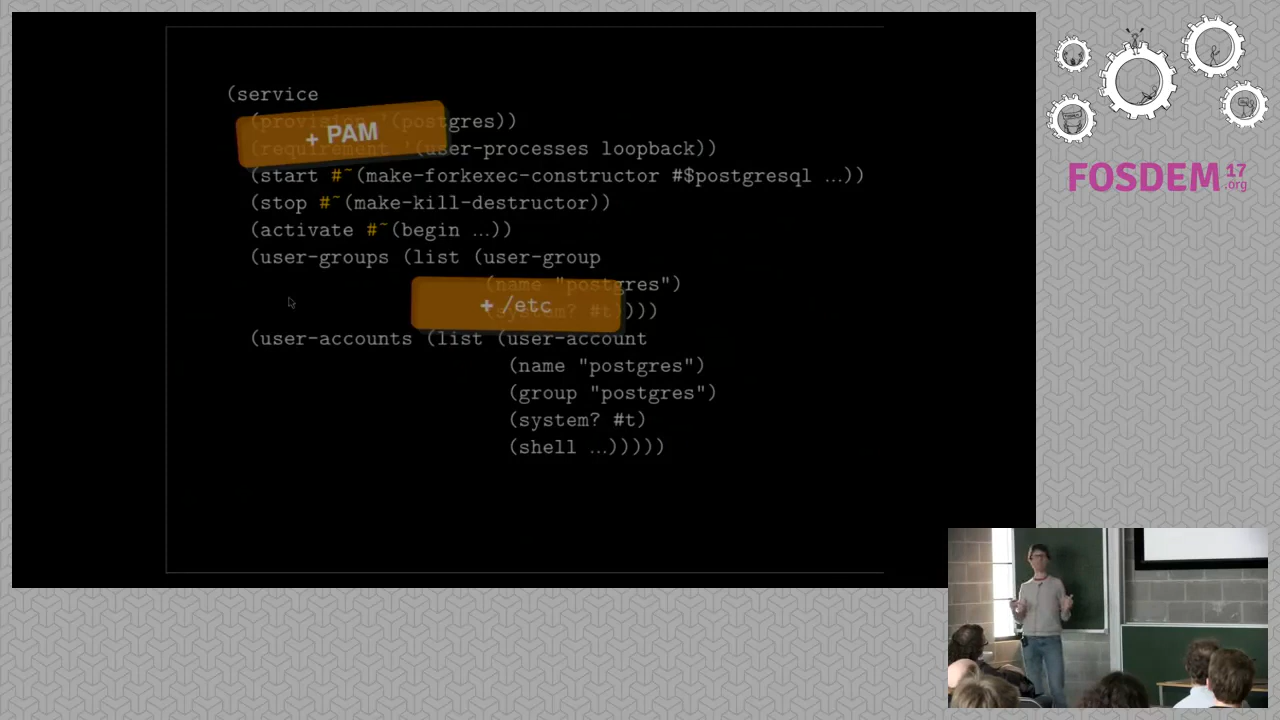 (service
(provision '(postgres))
+ PAM
(requirement '(user-processes loopback))
(start #~(make-forkexec-constructor #$postgresql ...))
(stop #~(make-kill-destructor))
(activate #~(begin ...))
(user-groups (list (user-group
(name "postgres")
+ /etc
(system? #t))))
(user-accounts (list (user-account
(name "postgres")
(group "postgres")
(system? #t)
(shell ...)))))
FOSDEM 17
.org